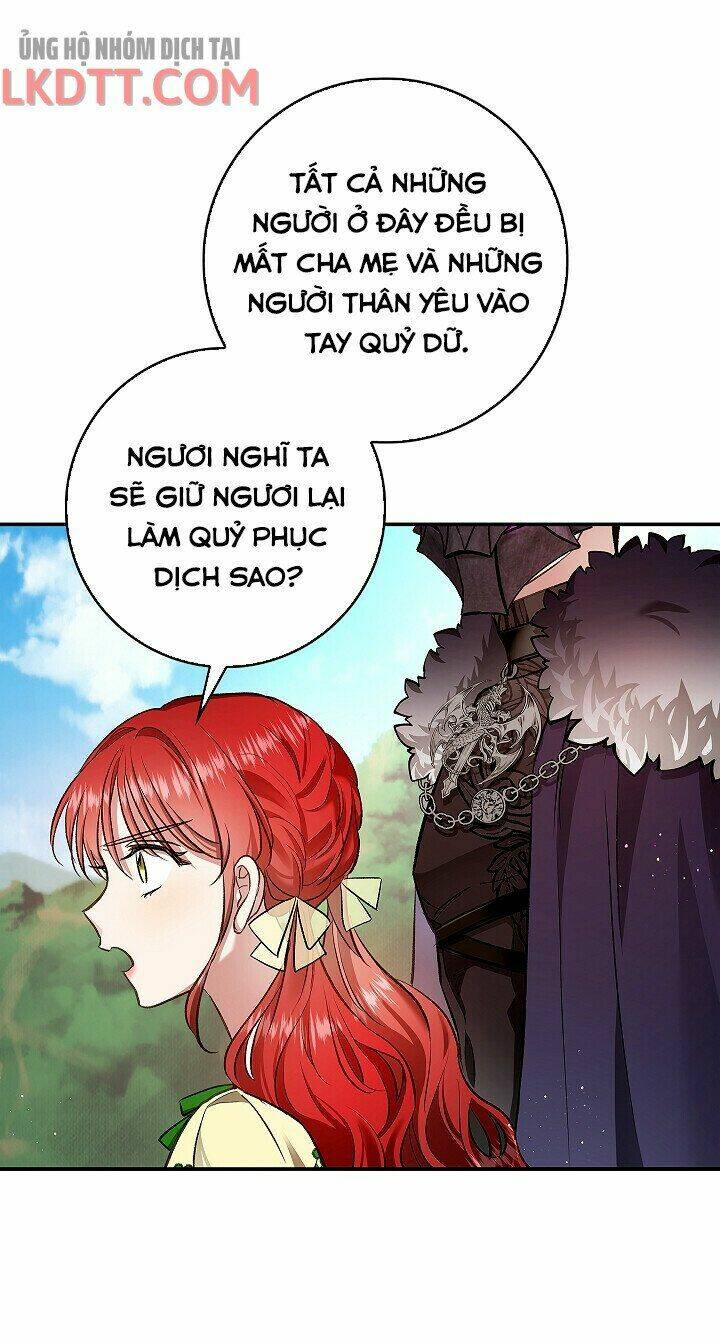 ỦNG HỘ NHÓM DỊCH TẠI
LKDTT.COM
TẤT CẢ NHỮNG
NGƯỜI Ở ĐÂY ĐỀU BỊ
MẤT CHA MẸ VÀ NHỮNG
NGƯỜI THÂN YÊU VÀO
TAY QUỶ DỮ.
NGƯƠI NGHĨ TA
SẼ GIỮ NGƯƠI LẠI
LÀM QUỶ PHỤC
DỊCH SAO?